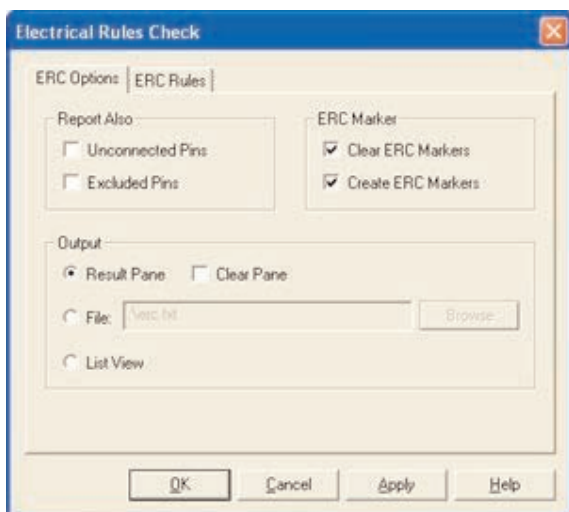 Electrical Rules Check
ERC Options
ERC Rules
Report Also
Unconnected Pins
Excluded Pins
ERC Marker
Clear ERC Markers
Create ERC Markers
Output
Result Pane
Clear Pane
File:
.\erc.txt
Browse
List View
OK
Cancel
Apply
Help